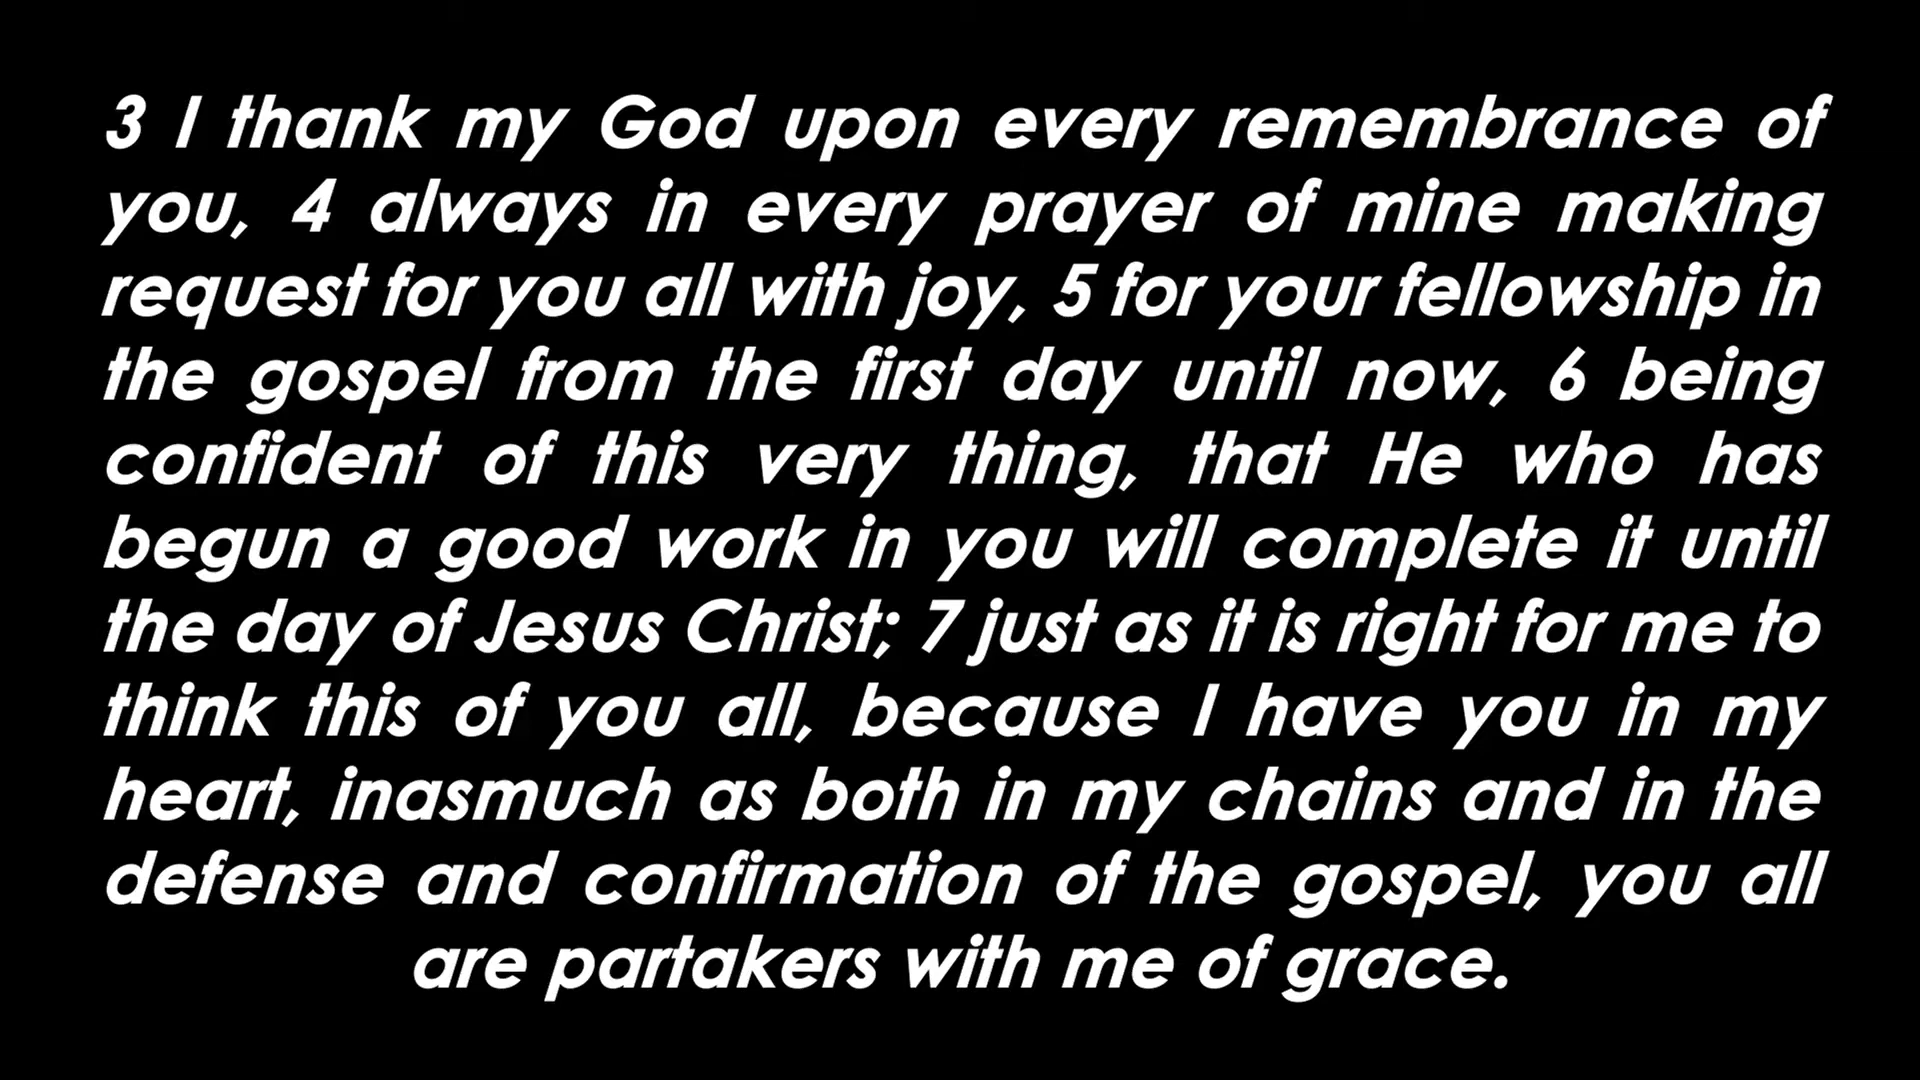 3 I thank my God upon every remembrance of
you, 4 always in every prayer of mine making
request for you all with joy, 5 for your fellowship in
the gospel from the first day until now, 6 being
confident of this very thing, that He who has
begun a good work in you will complete it until
the day of Jesus Christ; 7 just as it is right for me to
think this of you all, because I have you in my
heart, inasmuch as both in my chains and in the
defense and confirmation of the gospel, you all
are partakers with me of grace.